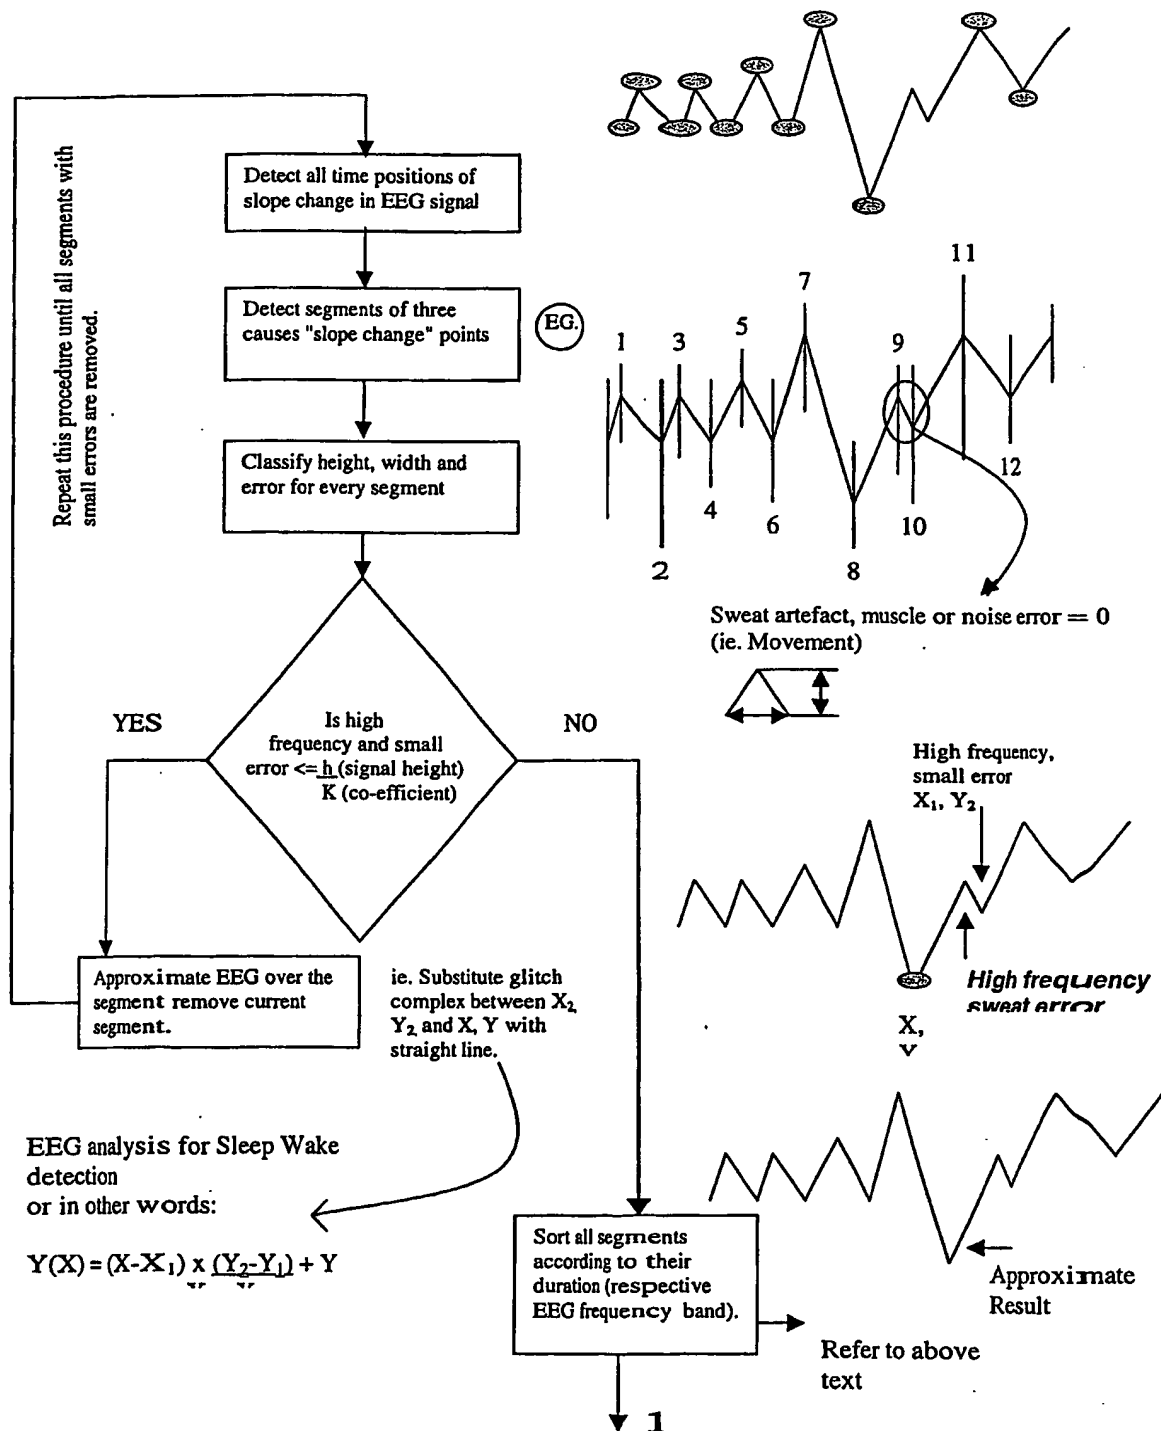 Repeat this procedure until all segments with
small errors are removed.
Detect all time positions of
slope change in EEG signal
Detect segments of three
causes "slope change" points
EG.
Classify height, width and
error for every segment
1
2
3
4
5
6
7
8
9
10
11
12
Sweat artefact, muscle or noise error = 0
(ie. Movement)
YES
Is high
frequency and small
error <= h (signal height)
K (co-efficient)
NO
High frequency,
small error
X₁, Y₂
High frequency
sweat error
X,
Approximate EEG over the
segment remove current
segment.
ie. Substitute glitch
complex between X₂
Y₂ and X, Y with
straight line.
EEG analysis for Sleep Wake
detection
or in other words:
Y(X) = (X-X₁) x (Y₂-Y₁) + Y
Sort all segments
according to their
duration (respective
EEG frequency band).
Approximate
Result
Refer to above
text
1